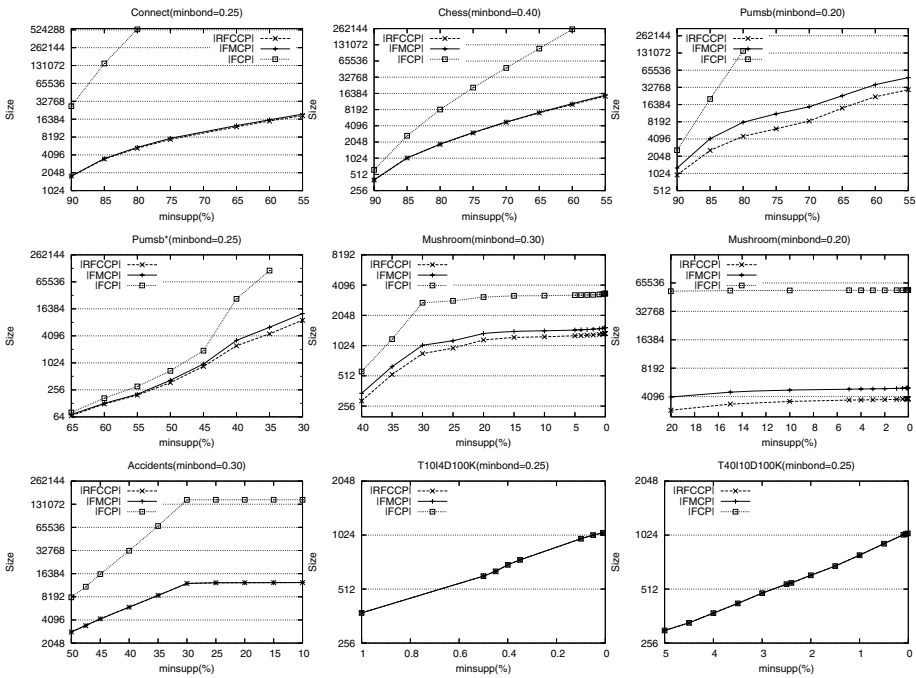 Connect(minbond=0.25)
524288
262144
131072
65536
32768
16384
8192
4096
2048
1024
Size
|RFCCP|
|FMCP|
|FCP|
90 85 80 75 70 65 60 55
minsupp(%)
Chess(minbond=0.40)
262144
131072
65536
32768
16384
8192
4096
2048
1024
512
256
Size
|RFCCP|
|FMCP|
|FCP|
90 85 80 75 70 65 60 55
minsupp(%)
Pumsb(minbond=0.20)
262144
131072
65536
32768
16384
8192
4096
2048
1024
512
Size
|RFCCP|
|FMCP|
|FCP|
90 85 80 75 70 65 60 55
minsupp(%)
Pumsb*(minbond=0.25)
262144
65536
16384
4096
1024
256
64
Size
|RFCCP|
|FMCP|
|FCP|
65 60 55 50 45 40 35 30
minsupp(%)
Mushroom(minbond=0.30)
8192
4096
2048
1024
512
256
Size
|RFCCP|
|FMCP|
|FCP|
40 35 30 25 20 15 10 5 0
minsupp(%)
Mushroom(minbond=0.20)
65536
32768
16384
8192
4096
Size
|RFCCP|
|FMCP|
|FCP|
20 18 16 14 12 10 8 6 4 2 0
minsupp(%)
Accidents(minbond=0.30)
262144
131072
65536
32768
16384
8192
4096
2048
Size
|RFCCP|
|FMCP|
|FCP|
50 45 40 35 30 25 20 15 10
minsupp(%)
T10I4D100K(minbond=0.25)
2048
1024
512
256
Size
|RFCCP|
|FMCP|
|FCP|
1 0.8 0.6 0.4 0.2 0
minsupp(%)
T40I10D100K(minbond=0.25)
2048
1024
512
256
Size
|RFCCP|
|FMCP|
|FCP|
5 4 3 2 1 0
minsupp(%)